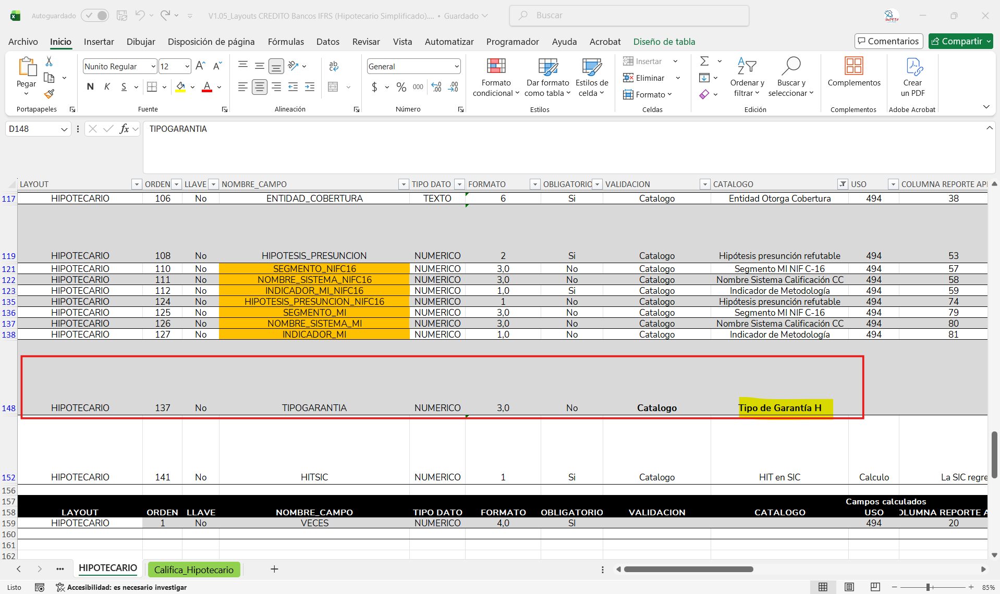 Autoguardado
V1.05_Layouts CREDITO Bancos IFRS (Hipotecario Simplificado).... • Guardado
Buscar
IMPERA
Archivo Inicio Insertar Dibujar Disposición de página Fórmulas Datos Revisar Vista Automatizar Programador Ayuda Acrobat Diseño de tabla
Comentarios Compartir
Pegar
Portapapeles
Nunito Regular 12
N K S
Fuente
Alineación
General
$ % 000
Número
Formato condicional
Dar formato como tabla
Estilos de celda
Estilos
Insertar
Eliminar
Formato
Celdas
Ordenar y filtrar
Buscar y seleccionar
Edición
Complementos
Complementos
Crear un PDF
Adobe Acrobat
D148 fx TIPOGARANTIA
LAYOUT ORDEN LLAVE NOMBRE_CAMPO TIPO DATO FORMATO OBLIGATORIO VALIDACION CATALOGO USO COLUMNA REPORTE API
117 HIPOTECARIO 106 No ENTIDAD_COBERTURA TEXTO 6 Si Catalogo Entidad Otorga Cobertura 494 38
119 HIPOTECARIO 108 No HIPOTESIS_PRESUNCION NUMERICO 2 Si Catalogo Hipótesis presunción refutable 494 53
121 HIPOTECARIO 110 No SEGMENTO_NIFC16 NUMERICO 3,0 No Catalogo Segmento MI NIF C-16 494 57
122 HIPOTECARIO 111 No NOMBRE_SISTEMA_NIFC16 NUMERICO 3,0 No Catalogo Nombre Sistema Calificación CC 494 58
123 HIPOTECARIO 112 No INDICADOR_MI_NIFC16 NUMERICO 1,0 Si Catalogo Indicador de Metodología 494 59
135 HIPOTECARIO 124 No HIPOTESIS_PRESUNCION_NIFC16 NUMERICO 1 No Catalogo Hipótesis presunción refutable 494 74
136 HIPOTECARIO 125 No SEGMENTO_MI NUMERICO 3,0 No Catalogo Segmento MI NIF C-16 494 79
137 HIPOTECARIO 126 No NOMBRE_SISTEMA_MI NUMERICO 3,0 No Catalogo Nombre Sistema Calificación CC 494 80
138 HIPOTECARIO 127 No INDICADOR_MI NUMERICO 1,0 No Catalogo Indicador de Metodología 494 81
148 HIPOTECARIO 137 No TIPOGARANTIA NUMERICO 3,0 No Catalogo Tipo de Garantía H
152 HIPOTECARIO 141 No HITSIC NUMERICO 1 Si Catalogo HIT en SIC Calculo La SIC regre
156
157 Campos calculados
158 LAYOUT ORDEN LLAVE NOMBRE_CAMPO TIPO DATO FORMATO OBLIGATORIO VALIDACION CATALOGO USO OLUMNA REPORTE A
159 HIPOTECARIO 1 No VECES NUMERICO 4,0 SI 494 20
160
161
162
HIPOTECARIO Califica_Hipotecario
Listo Accesibilidad: es necesario investigar 85%